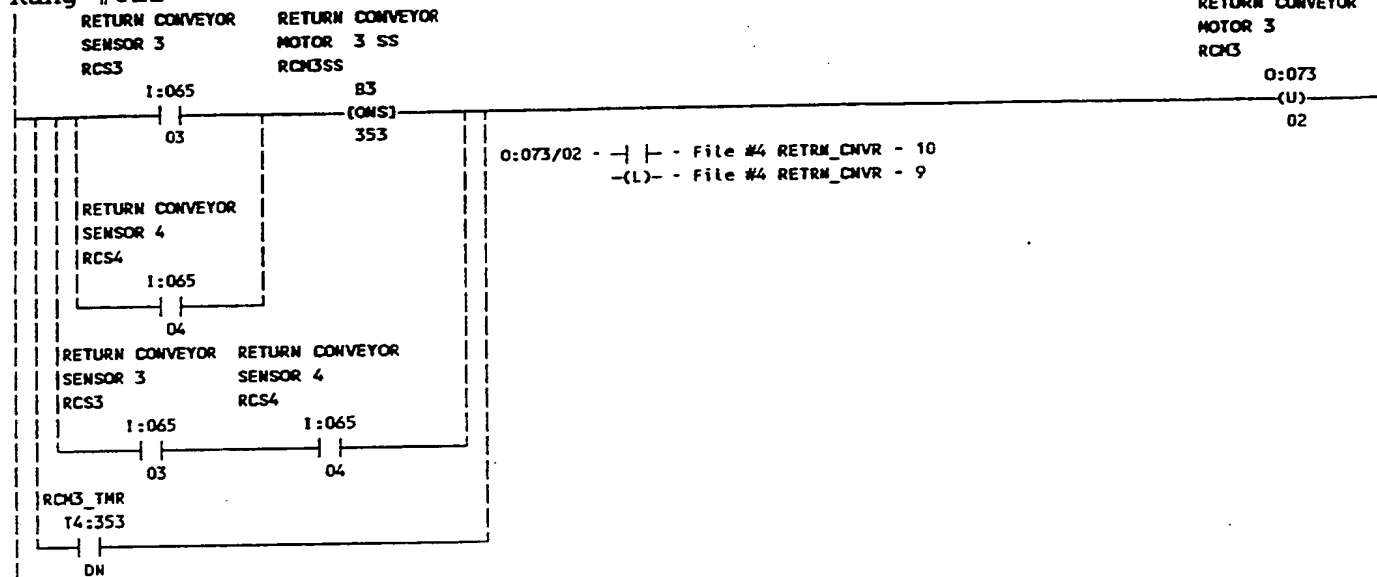 RETURN CONVEYOR
SENSOR 3
RCS3
I:065
03
RETURN CONVEYOR
MOTOR 3 SS
RCM3SS
B3
[ONS]
353
RETURN CONVEYOR
MOTOR 3
RCM3
O:073
(U)
02
O:073/02 - -| |- - File #4 RETRN_CNVR - 10
-(L)- - File #4 RETRN_CNVR - 9
RETURN CONVEYOR
SENSOR 4
RCS4
I:065
04
RETURN CONVEYOR
SENSOR 3
RCS3
I:065
03
RETURN CONVEYOR
SENSOR 4
RCS4
I:065
04
RCM3_TMR
T4:353
DN